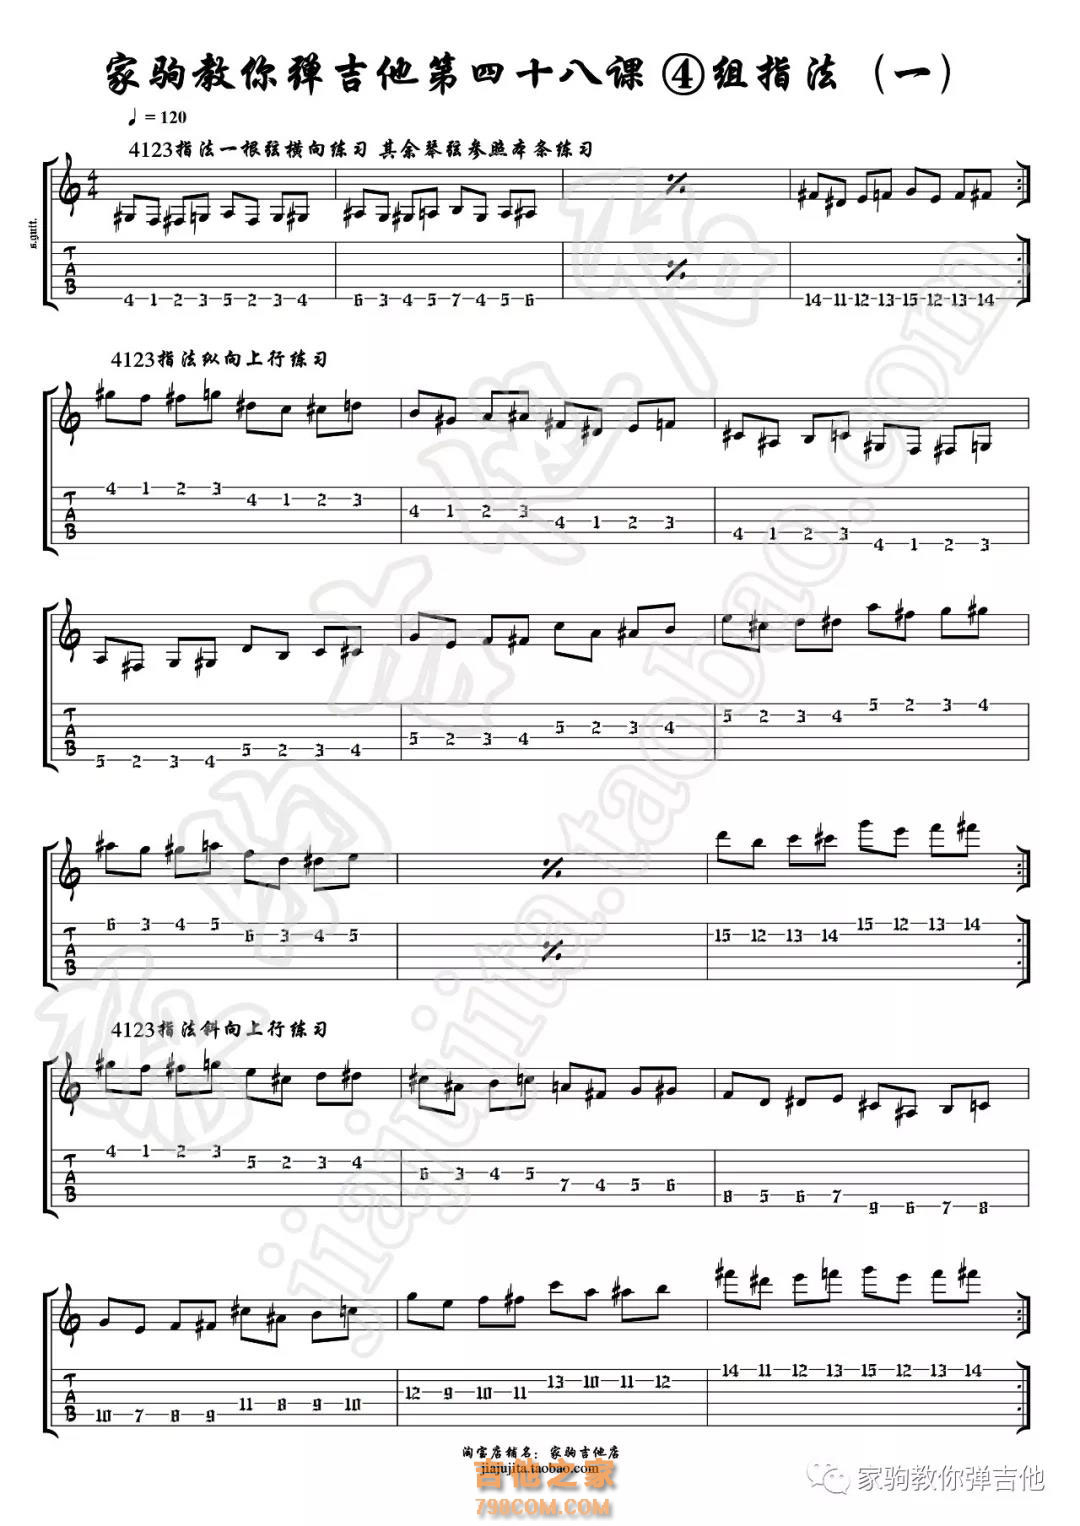 家驹教你弹吉他第四十八课 ④组指法（一）
♩= 120
4123指法一根弦横向练习 其余琴弦参照本条练习
s.guit.
4 4
T A B
4 1 2 3 5 2 3 4 6 3 4 5 7 4 5 6 14 11 12 13 15 12 13 14
4123指法纵向上行练习
T A B
4 1 2 3 4 1 2 3 4 1 2 3 4 1 2 3 4 1 2 3 4 1 2 3
T A B
5 2 3 4 5 2 3 4 5 2 3 4 5 2 3 4 5 2 3 4 5 2 3 4
T A B
6 3 4 5 6 3 4 5 15 12 13 14 15 12 13 14
4123指法斜向上行练习
T A B
4 1 2 3 5 2 3 4 6 3 4 5 7 4 5 6 8 5 6 7 9 6 7 8
T A B
10 7 8 9 11 8 9 10 12 9 10 11 13 10 11 12 14 11 12 13 15 12 13 14
淘宝店铺名：家驹吉他店
jiajujita.taobao.com
吉他之家
798COM.COM
家驹教你弹吉他
jiajujita.taobao.com